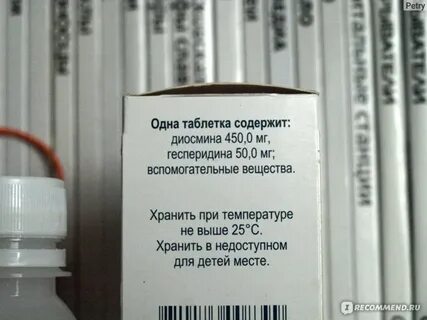 Petry
Одна таблетка содержит:
диосмина 450,0 мг,
гесперидина 50,0 мг;
вспомогательные вещества.
Хранить при температуре
не выше 25°С.
Хранить в недоступном
для детей месте.
IRECOMMEND.RU